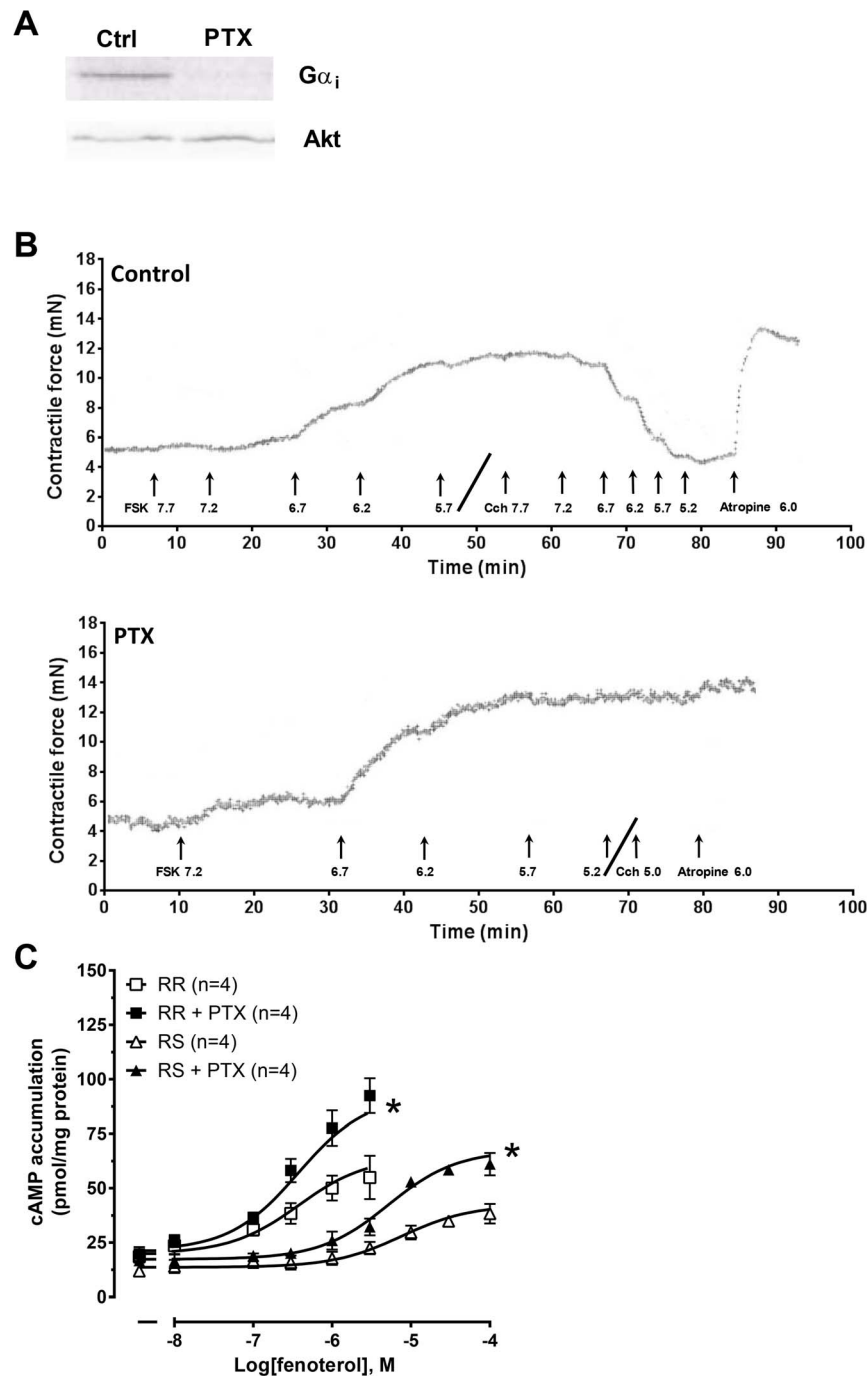 A
Ctrl PTX
Gαi
Akt
B
Control
Contractile force (mN)
18
16
14
12
10
8
6
4
2
0
FSK 7.7 7.2 6.7 6.2 5.7 Cch 7.7 7.2 6.7 6.2 5.7 5.2 Atropine 6.0
0 10 20 30 40 50 60 70 80 90 100
Time (min)
PTX
Contractile force (mN)
18
16
14
12
10
8
6
4
2
0
FSK 7.2 6.7 6.2 5.7 5.2 Cch 5.0 Atropine 6.0
0 10 20 30 40 50 60 70 80 90 100
Time (min)
C
RR (n=4)
RR + PTX (n=4)
RS (n=4)
RS + PTX (n=4)
cAMP accumulation
(pmol/mg protein)
150
125
100
75
50
25
0
*
*
-8 -7 -6 -5 -4
Log[fenoterol], M